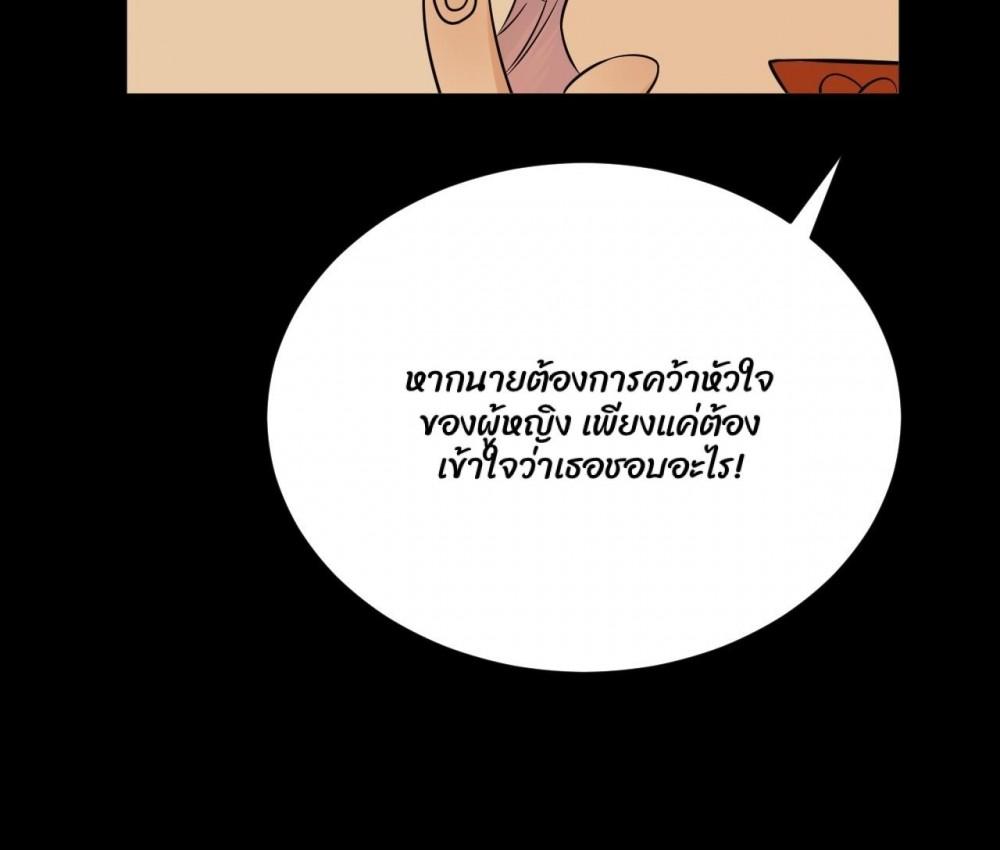 หากนายต้องการคว้าหัวใจ
ของผู้หญิง เพียงแค่ต้อง
เข้าใจว่าเธอชอบอะไร!